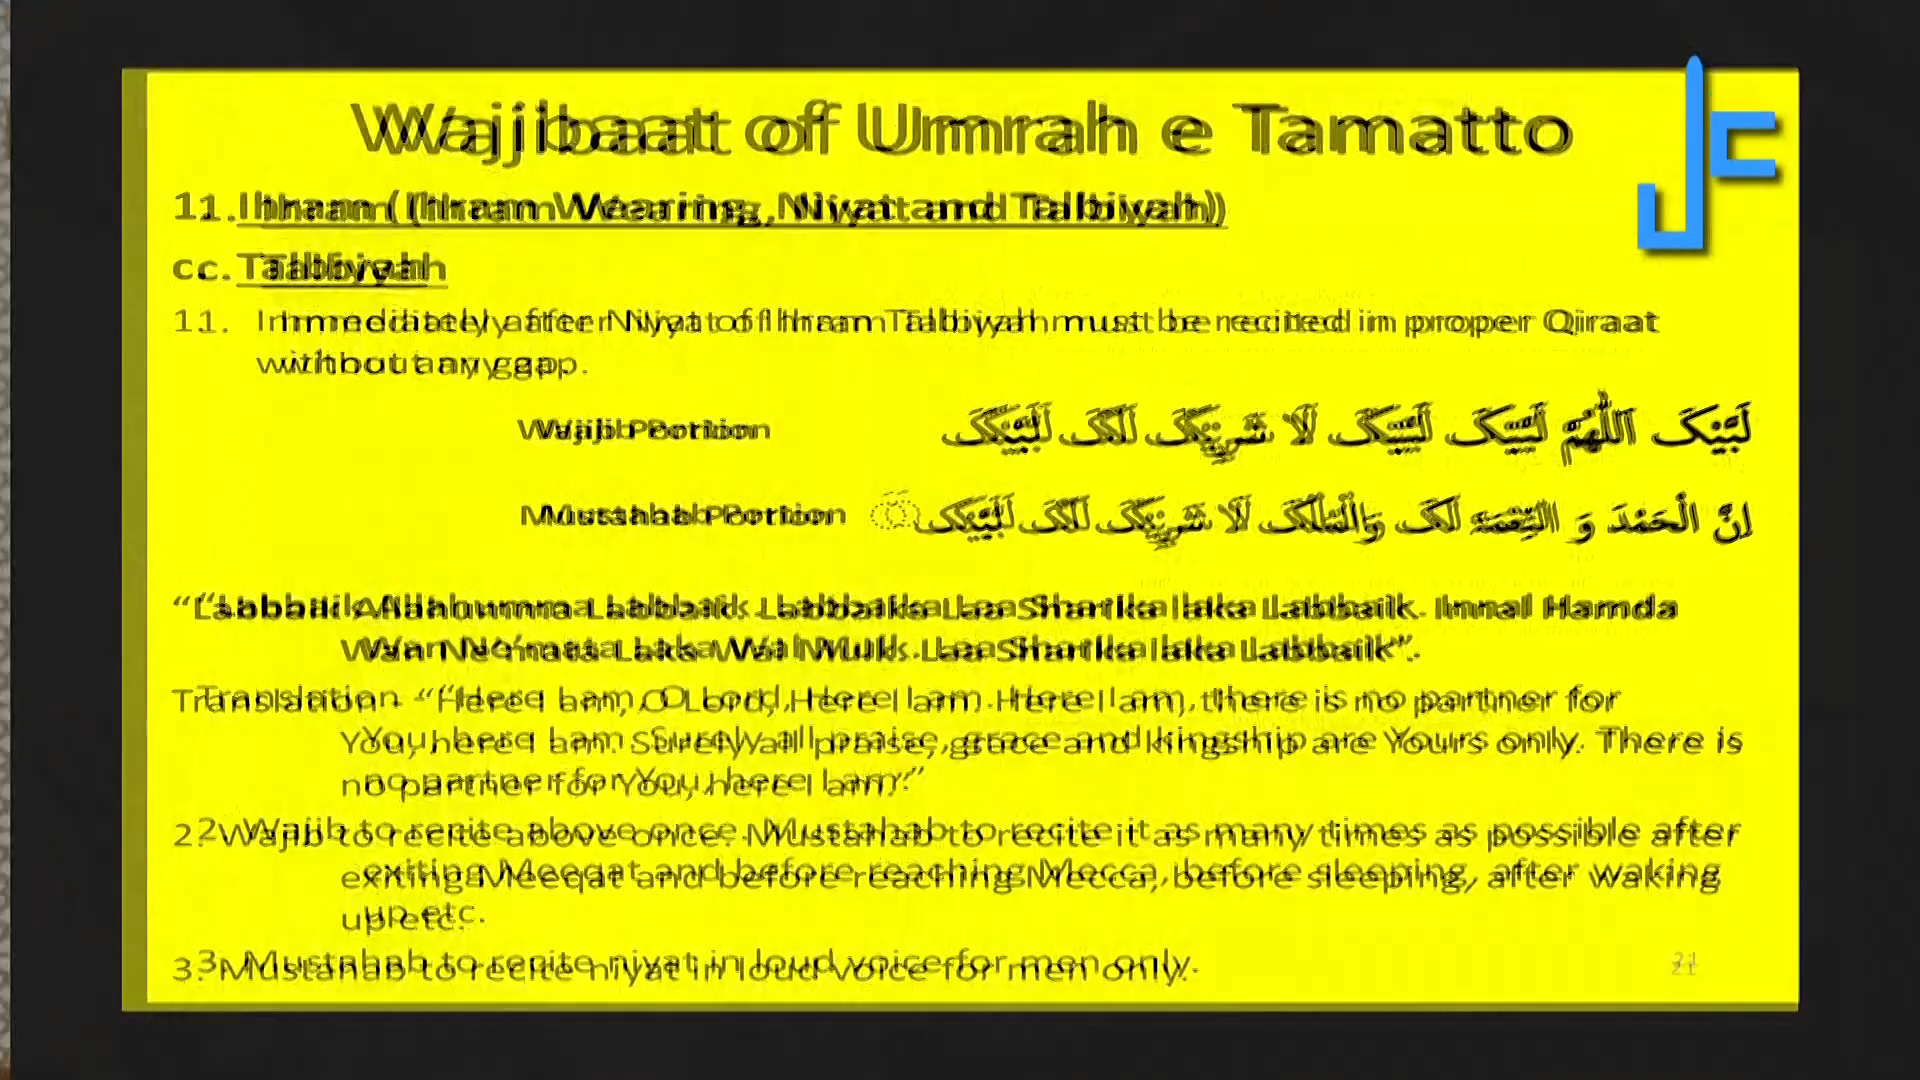 Wajibaat of Umrah e Tamatto
1. Ihram (Ihram Wearing, Niyat and Talbiyah)
c. Talbiyah
1. Immediately after Niyat of Ihram Talbiyah must be recited in proper Qiraat
without any gap.
Wajib Portion لَبَّيْكَ اَللّٰهُمَّ لَبَّيْكَ لَبَّيْكَ لَا شَرِيْكَ لَكَ لَبَّيْكَ
Mustahab Portion اِنَّ الْحَمْدَ وَ النِّعْمَةَ لَكَ وَالْمُلْكَ لَا شَرِيْكَ لَكَ لَبَّيْكَ
“Labbaik Allahumma Labbaik. Labbaika Laa Sharika laka Labbaik. Innal Hamda
Wan Ne’mata Laka Wal Mulk. Laa Sharika laka Labbaik”.
Translation - “Here I am, O Lord, Here I am. Here I am, there is no partner for
You, here I am. Surely all praise, grace and kingship are Yours only. There is
no partner for You, here I am.”
2. Wajib to recite above once. Mustahab to recite it as many times as possible after
exiting Meeqat and before reaching Mecca, before sleeping, after waking
up etc.
3. Mustahab to recite niyat in loud voice for men only.
21